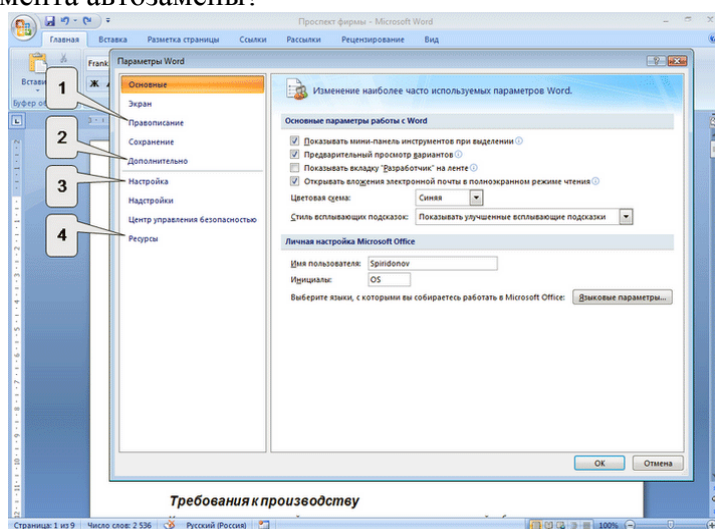 мента автозамены?
Проспект фирмы - Microsoft Word
Главная Вставка Разметка страницы Ссылки Рассылки Рецензирование Вид
Frank
Встави
Ж
Буфер о
Параметры Word
1
2
3
4
Основные
Экран
Правописание
Сохранение
Дополнительно
Настройка
Надстройки
Центр управления безопасностью
Ресурсы
Изменение наиболее часто используемых параметров Word.
Основные параметры работы с Word
Показывать мини-панель инструментов при выделении
Предварительный просмотр вариантов
Показывать вкладку "Разработчик" на ленте
Открывать вложения электронной почты в полноэкранном режиме чтения
Цветовая схема: Синяя
Стиль всплывающих подсказок: Показывать улучшенные всплывающие подсказки
Личная настройка Microsoft Office
Имя пользователя: Spiridonov
Инициалы: OS
Выберите языки, с которыми вы собираетесь работать в Microsoft Office: Языковые параметры...
ОК Отмена
Требования к производству
Страница: 1 из 9 Число слов: 2 536 Русский (Россия) 100%